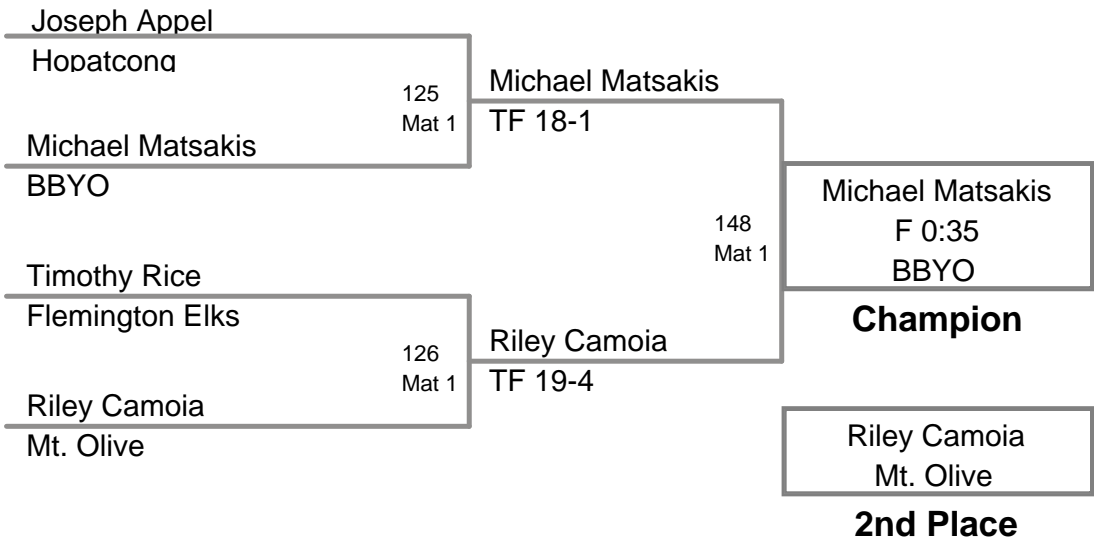 Joseph Appel
Hopatcong
125
Mat 1
Michael Matsakis
BBYO
Michael Matsakis
TF 18-1
Timothy Rice
Flemington Elks
126
Mat 1
Riley Camoia
Mt. Olive
Riley Camoia
TF 19-4
148
Mat 1
Michael Matsakis
F 0:35
BBYO
Champion
Riley Camoia
Mt. Olive
2nd Place